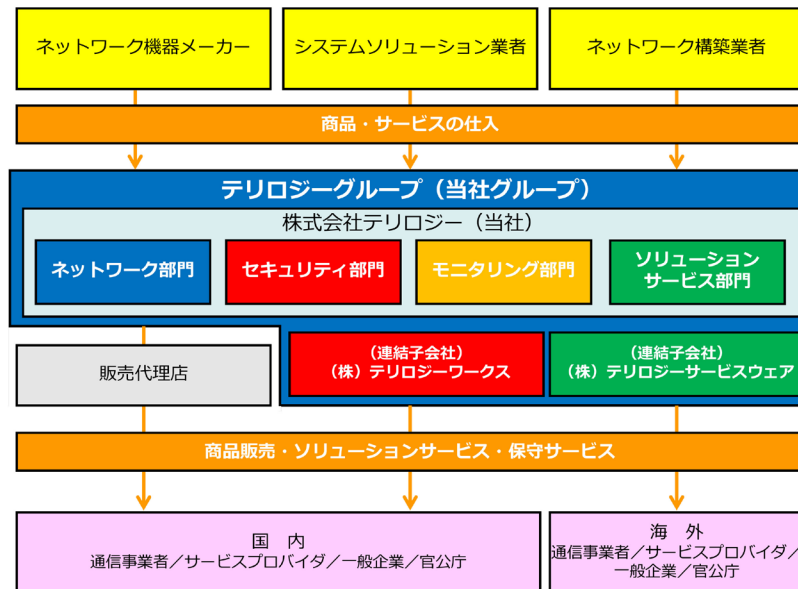 ネットワーク機器メーカー
システムソリューション業者
ネットワーク構築業者
商品・サービスの仕入
テリロジーグループ（当社グループ）
株式会社テリロジー（当社）
ネットワーク部門
セキュリティ部門
モニタリング部門
ソリューション
サービス部門
販売代理店
（連結子会社）
（株）テリロジーワークス
（連結子会社）
（株）テリロジーサービスウェア
商品販売・ソリューションサービス・保守サービス
国　内
通信事業者／サービスプロバイダ／一般企業／官公庁
海　外
通信事業者／サービスプロバイダ／
一般企業／官公庁